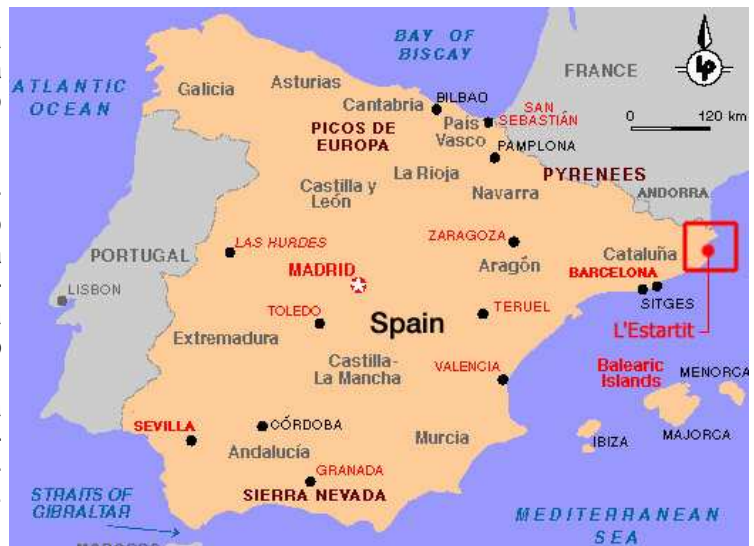 BAY OF
BISCAY
ATLANTIC
OCEAN
FRANCE
0 120 km
Galicia
Asturias
Cantabria
BILBAO
SAN
SEBASTIÁN
PICOS DE
EUROPA
País
Vasco
PAMPLONA
La Rioja
PYRENEES
Castilla y
León
Navarra
ANDORRA
PORTUGAL
LAS HURDES
ZARAGOZA
Cataluña
MADRID
Aragón
BARCELONA
LISBON
SITGES
TOLEDO
Spain
TERUEL
L'Estartit
Extremadura
Castilla-
La Mancha
VALENCIA
Balearic
Islands
MENORCA
SEVILLA
CÓRDOBA
Murcia
IBIZA
MAJORCA
Andalucía
GRANADA
SIERRA NEVADA
STRAITS OF
GIBRALTAR
MEDITERRANEAN
SEA